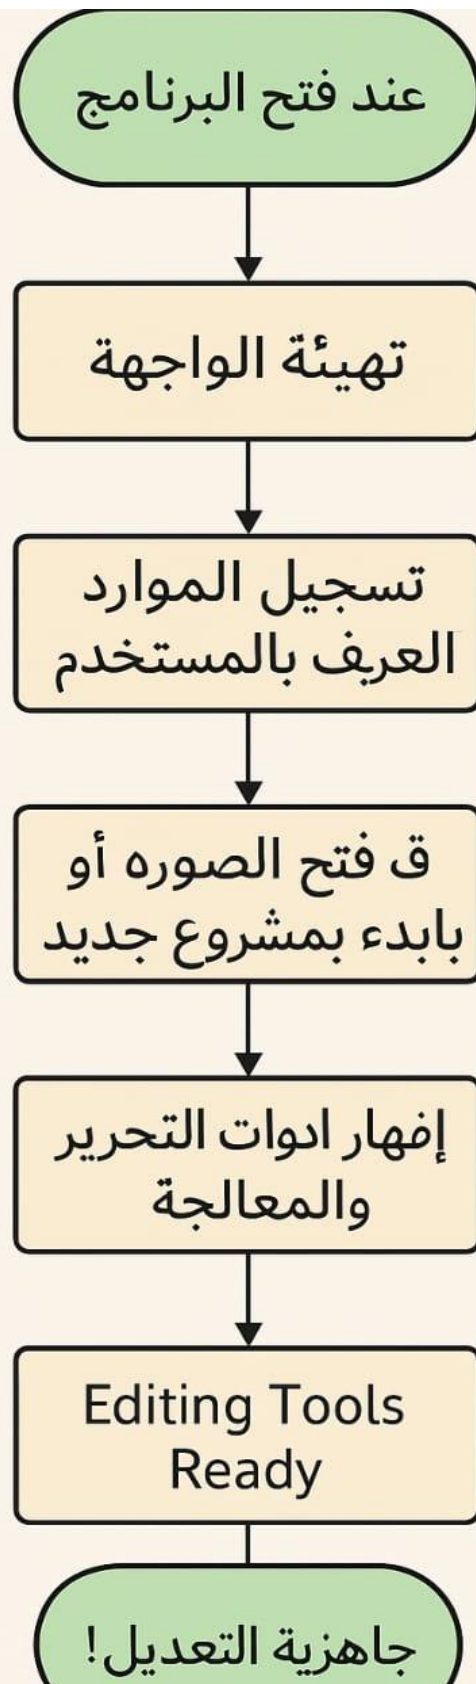 عند فتح البرنامج
تهيئة الواجهة
تسجيل الموارد
العريف بالمستخدم
ق فتح الصوره أو
بابدء بمشروع جديد
إفهار ادوات التحرير
والمعالجة
Editing Tools
Ready
جاهزية التعديل!